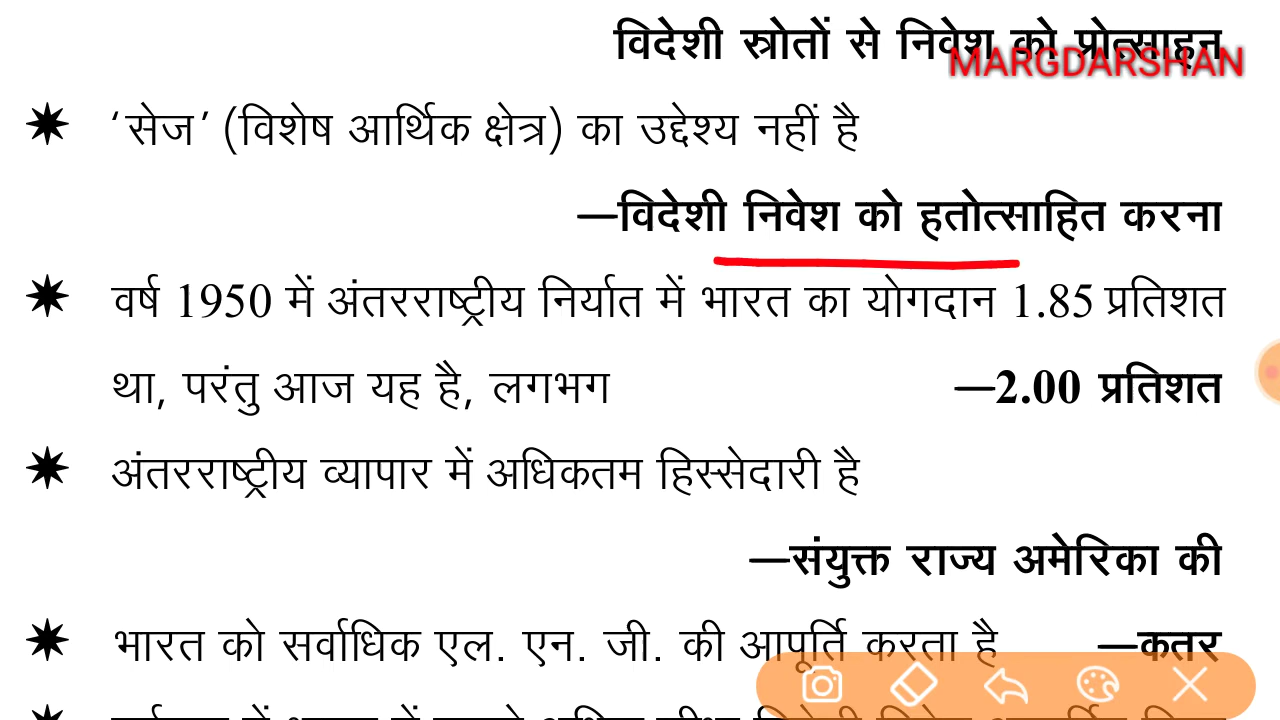 विदेशी स्रोतों से निवेश को प्रोत्साहन
MARGDARSHAN
‘सेज’ (विशेष आर्थिक क्षेत्र) का उद्देश्य नहीं है
—विदेशी निवेश को हतोत्साहित करना
वर्ष 1950 में अंतरराष्ट्रीय निर्यात में भारत का योगदान 1.85 प्रतिशत
था, परंतु आज यह है, लगभग —2.00 प्रतिशत
अंतरराष्ट्रीय व्यापार में अधिकतम हिस्सेदारी है
—संयुक्त राज्य अमेरिका की
भारत को सर्वाधिक एल. एन. जी. की आपूर्ति करता है —कतर